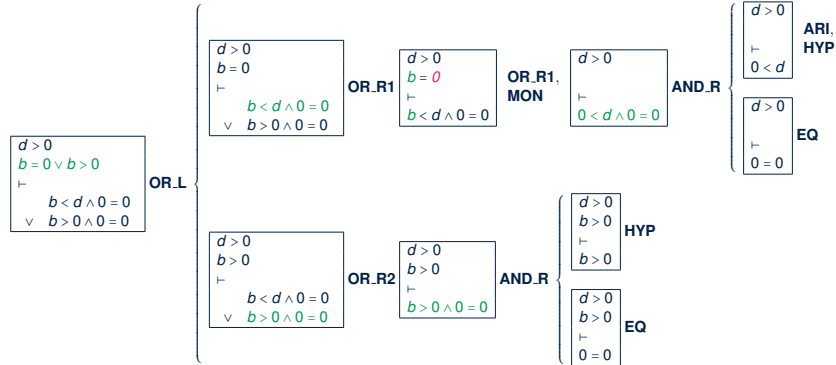 d > 0
b = 0 ∨ b > 0
⊢
b < d ∧ 0 = 0
∨ b > 0 ∧ 0 = 0
OR_L
d > 0
b = 0
⊢
b < d ∧ 0 = 0
∨ b > 0 ∧ 0 = 0
OR_R1
d > 0
b = 0
⊢
b < d ∧ 0 = 0
OR_R1,
MON
d > 0
⊢
0 < d ∧ 0 = 0
AND_R
d > 0
⊢
0 < d
ARI,
HYP
d > 0
⊢
0 = 0
EQ
d > 0
b > 0
⊢
b < d ∧ 0 = 0
∨ b > 0 ∧ 0 = 0
OR_R2
d > 0
b > 0
⊢
b > 0 ∧ 0 = 0
AND_R
d > 0
b > 0
⊢
b > 0
HYP
d > 0
b > 0
⊢
0 = 0
EQ